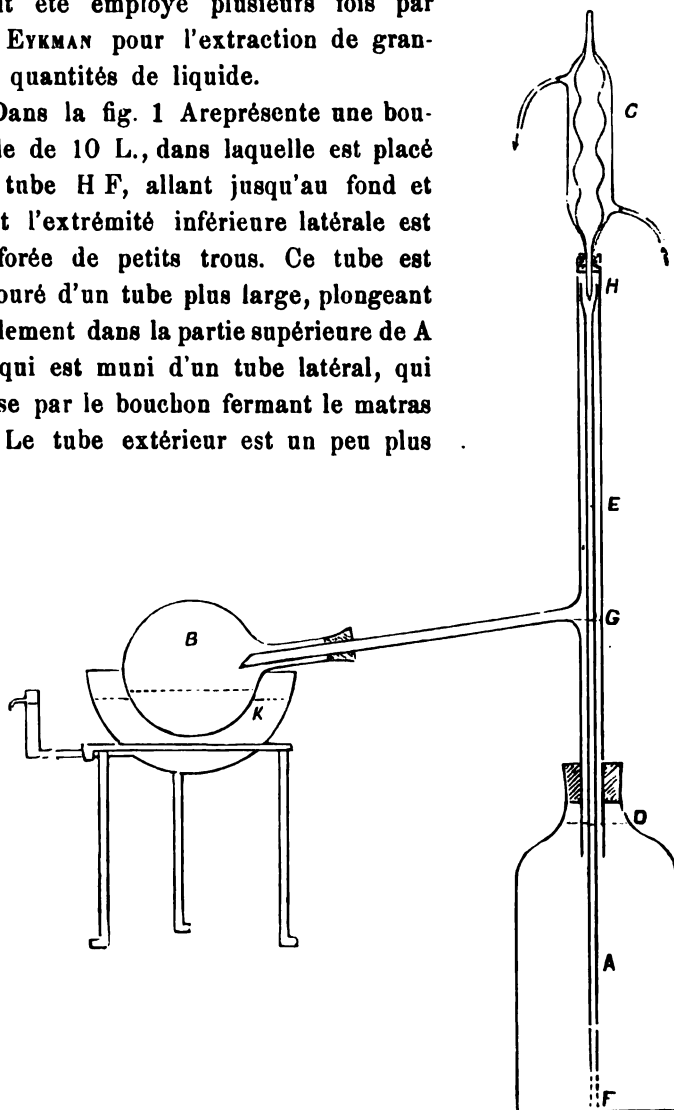 it été employé plusieurs fois par
EYKMAN pour l'extraction de gran-
quantités de liquide.
Dans la fig. 1 Areprésente une bou-
le de 10 L., dans laquelle est placé
tube H F, allant jusqu'au fond et
t l'extrémité inférieure latérale est
forée de petits trous. Ce tube est
ouré d'un tube plus large, plongeant
lement dans la partie supérieure de A
qui est muni d'un tube latéral, qui
se par le bouchon fermant le matras
Le tube extérieur est un peu plus
C
H
E
G
B
K
D
A
F